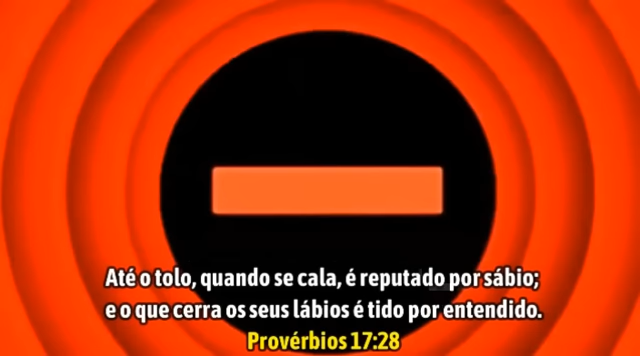 Até o tolo, quando se cala, é reputado por sábio;
e o que cerra os seus lábios é tido por entendido.
Provérbios 17:28